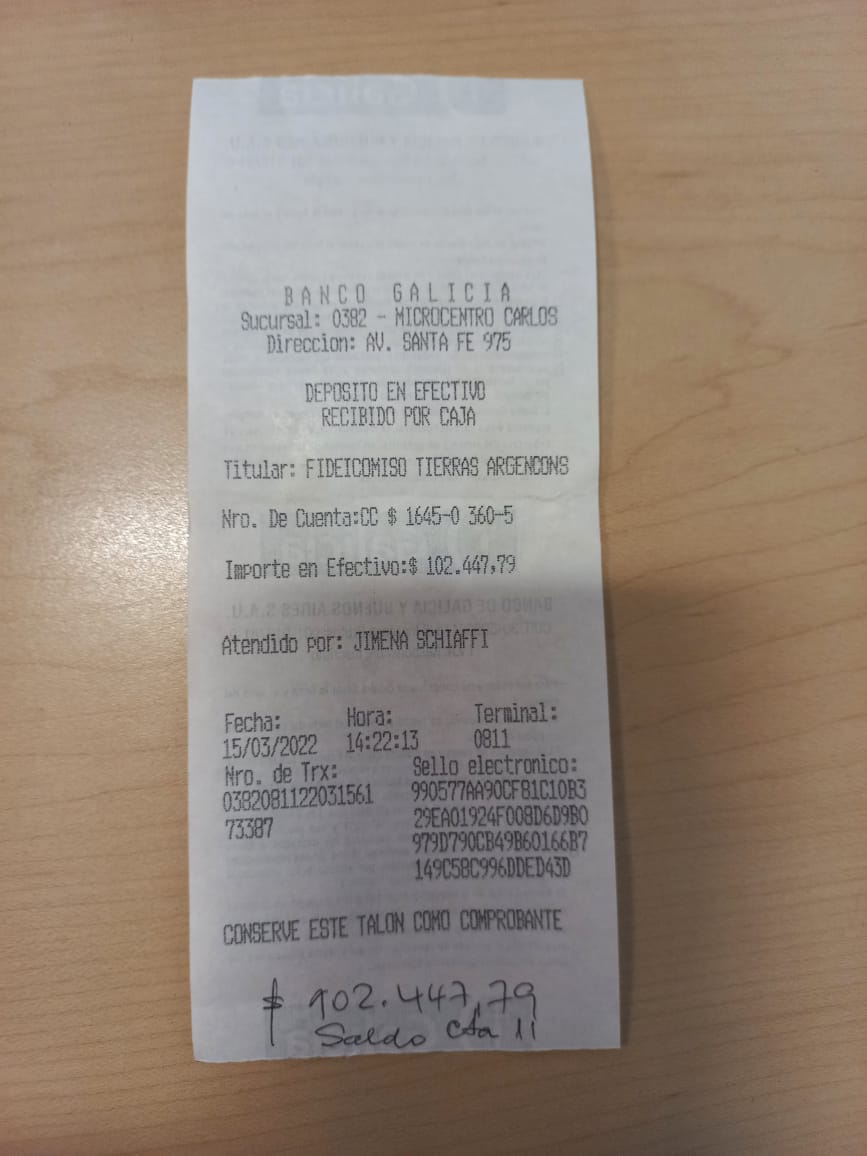 BANCO GALICIA
Sucursal: 0382 - MICROCENTRO CARLOS
Direccion: AV. SANTA FE 975
DEPOSITO EN EFECTIVO
RECIBIDO POR CAJA
Titular: FIDEICOMISO TIERRAS ARGENCONS
Nro. De Cuenta:CC $ 1645-0 360-5
Importe en Efectivo:$ 102.447,79
Atendido por: JIMENA SCHIAFFI
Fecha: Hora: Terminal:
15/03/2022 14:22:13 0811
Nro. de Trx: Sello electronico:
0382081122031561 990577AA90CF81C10B3
73387 29EA01924F008D6D9B0
979D790CB49B60166B7
149C58C996DDED43D
CONSERVE ESTE TALON COMO COMPROBANTE
$ 102.447,79
Saldo cta 11